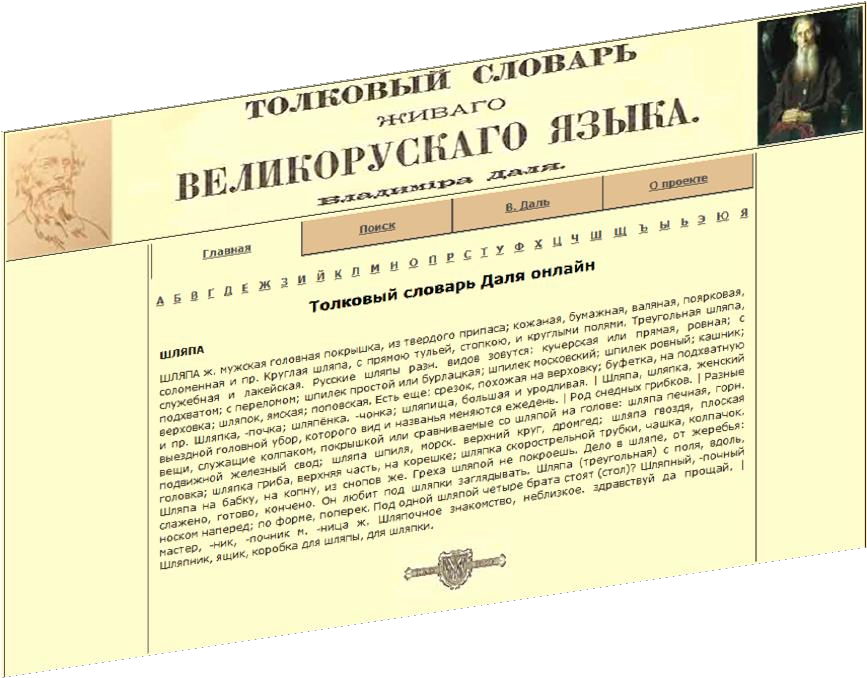 ТОЛКОВЫЙ СЛОВАРЬ
ЖИВАГО
ВЕЛИКОРУСКАГО ЯЗЫКА.
Владиміра Даля.
Главная Поиск В. Даль О проекте
А Б В Г Д Е Ж З И Й К Л М Н О П Р С Т У Ф Х Ц Ч Ш Щ Ъ Ы Ь Э Ю Я
Толковый словарь Даля онлайн
ШЛЯПА
ШЛЯПА ж. мужская головная покрышка, из твердого припаса; кожаная, бумажная, валяная, поярковая,
соломенная и пр. Круглая шляпа, с прямою тульей, стопкою, и круглыми полями. Треугольная шляпа,
служебная и лакейская. Русские шляпы разн. видов зовутся: кучерская или прямая, ровная; с
подхватом; с переломом; шпилек простой или бурлацкая; шпилек московский; шпилек ровный; кашник;
верховка; шляпок, ямская; поповская. Есть еще: срезок, похожая на верховку; буфетка, на подхватную
и пр. Шляпка, -почка; шляпёнка, -чонка; шляпища, большая и уродливая. | Шляпа, шляпка, женский
выездной головной убор, которого вид и названья меняются ежедень. | Род снедных грибков. | Разные
вещи, служащие колпаком, покрышкой или сравниваемые со шляпой на голове: шляпа печная, горн.
подвижной железный свод; шляпа шпиля, морск. верхний круг, дромгед; шляпа гвоздя, плоская
головка; шляпка гриба, верхняя часть, на корешке; шляпка скорострельной трубки, чашка, колпачок.
Шляпа на бабку, на копну, из снопов же. Греха шляпой не покроешь. Дело в шляпе, от жеребья:
слажено, готово, кончено. Он любит под шляпки заглядывать. Шляпа (треугольная) с поля, вдоль,
носком наперед; по форме, поперек. Под одной шляпой четыре брата стоят (стол)? Шляпный, -почный
мастер, -ник, -почник м. -ница ж. Шляпочное знакомство, неблизкое. здравствуй да прощай. |
Шляпник, ящик, коробка для шляпы, для шляпки.